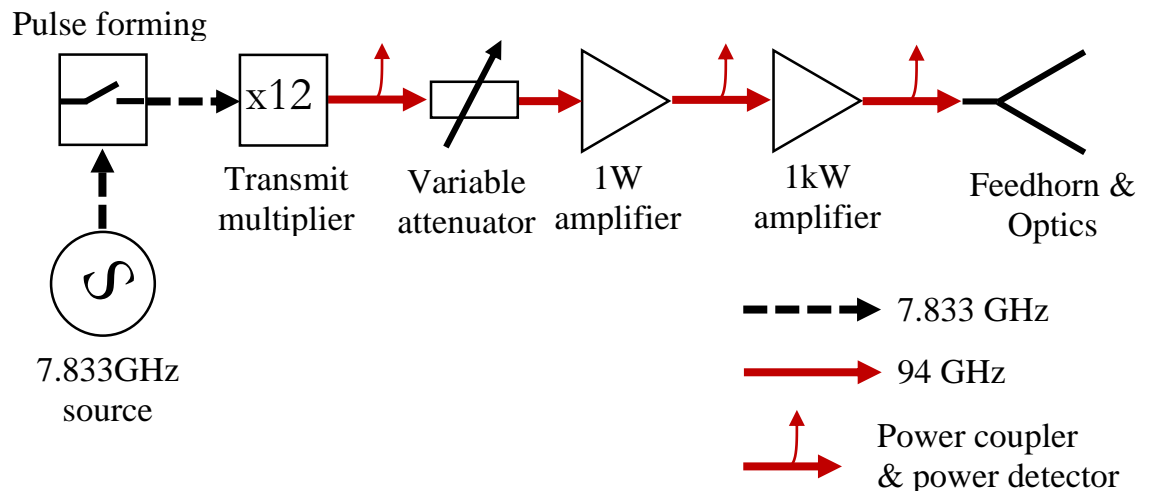 Pulse forming
x12
Transmit
multiplier
Variable
attenuator
1W
amplifier
1kW
amplifier
Feedhorn &
Optics
7.833GHz
source
7.833 GHz
94 GHz
Power coupler
& power detector